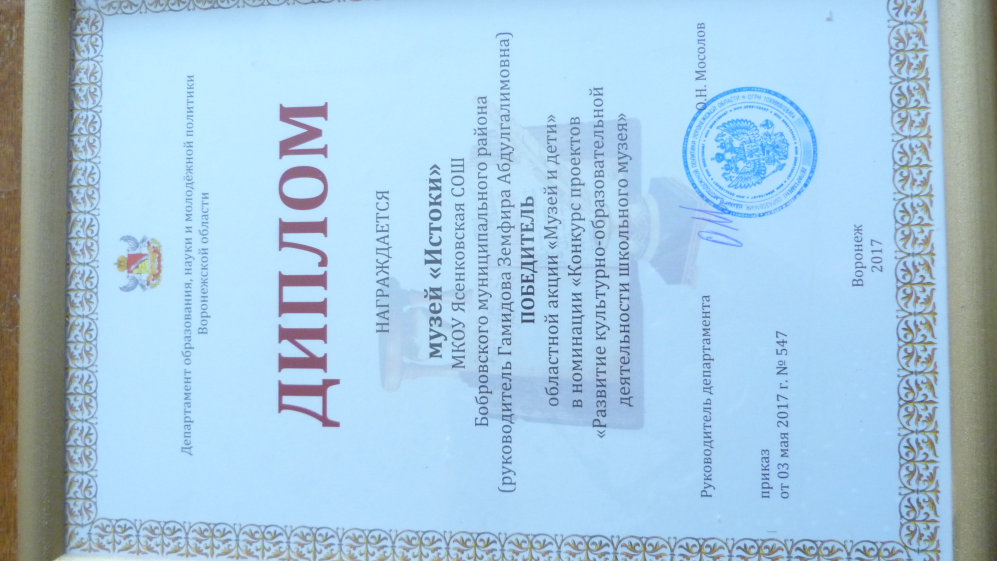 Департамент образования, науки и молодёжной политики
Воронежской области
ДИПЛОМ
НАГРАЖДАЕТСЯ
музей «Истоки»
МКОУ Ясенковская СОШ
Бобровского муниципального района
(руководитель Гамидова Земфира Абдулгалимовна)
ПОБЕДИТЕЛЬ
областной акции «Музей и дети»
в номинации «Конкурс проектов
«Развитие культурно-образовательной
деятельности школьного музея»
Руководитель департамента О.Н. Мосолов
приказ
от 03 мая 2017 г. № 547
Воронеж
2017